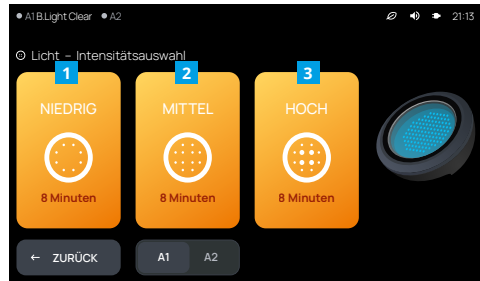 A1 B.Light Clear A2 21:13
Licht – Intensitätsauswahl
1 2 3
NIEDRIG MITTEL HOCH
8 Minuten 8 Minuten 8 Minuten
← ZURÜCK A1 A2